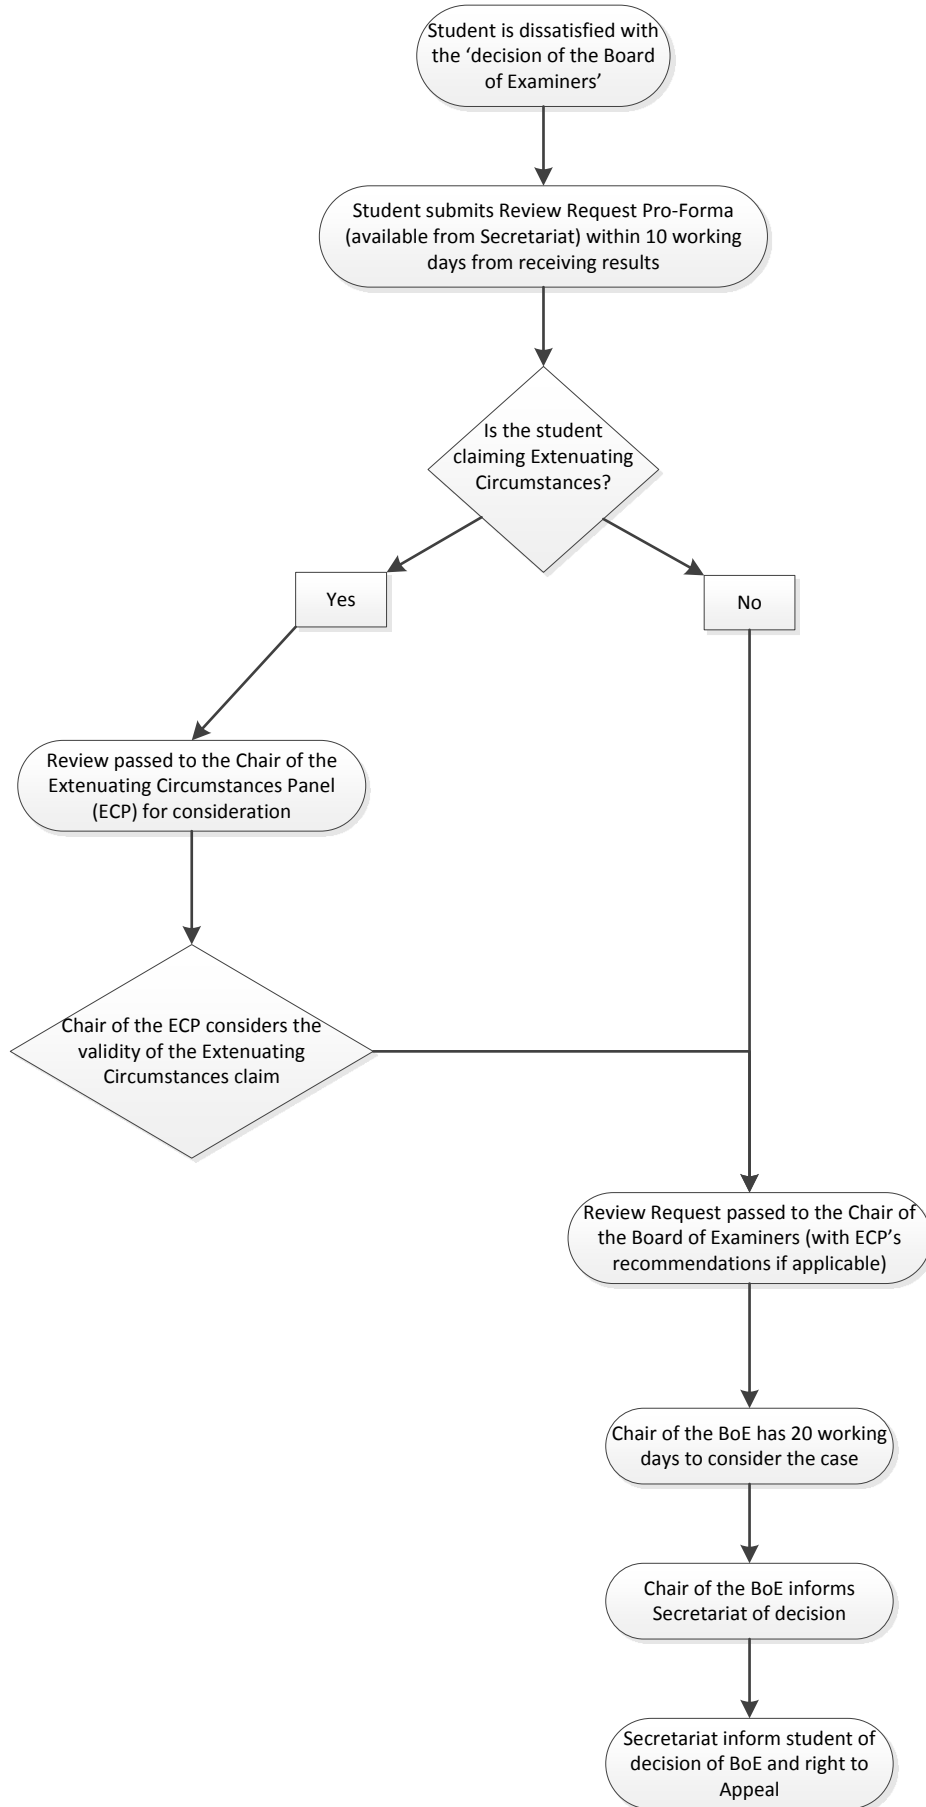 Student is dissatisfied with
the ‘decision of the Board
of Examiners’
Student submits Review Request Pro-Forma
(available from Secretariat) within 10 working
days from receiving results
Is the student
claiming Extenuating
Circumstances?
Yes
No
Review passed to the Chair of the
Extenuating Circumstances Panel
(ECP) for consideration
Chair of the ECP considers the
validity of the Extenuating
Circumstances claim
Review Request passed to the Chair of
the Board of Examiners (with ECP’s
recommendations if applicable)
Chair of the BoE has 20 working
days to consider the case
Chair of the BoE informs
Secretariat of decision
Secretariat inform student of
decision of BoE and right to
Appeal